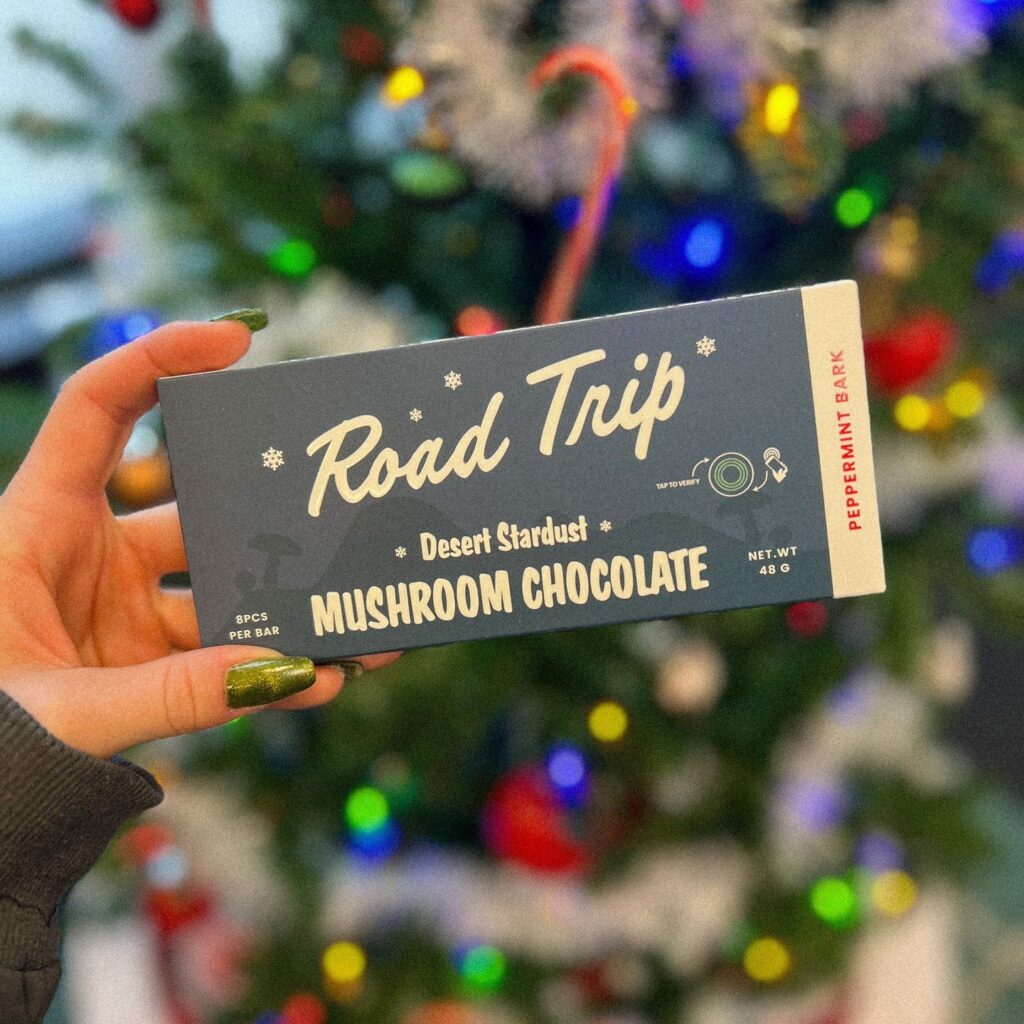 Road Trip
TAP TO VERIFY
Desert Stardust
MUSHROOM CHOCOLATE
8PCS
PER BAR
NET.WT
48 G
PEPPERMINT BARK